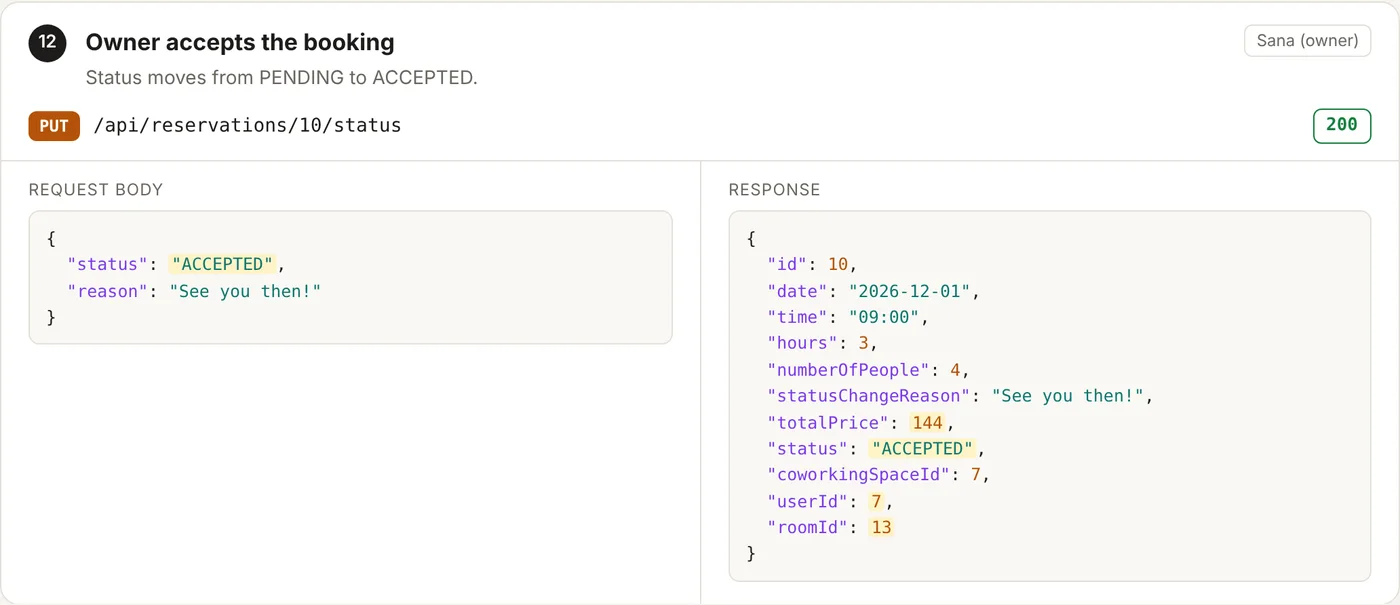 12
Owner accepts the booking
Sana (owner)
Status moves from PENDING to ACCEPTED.
PUT /api/reservations/10/status
200
REQUEST BODY
{
  "status": "ACCEPTED",
  "reason": "See you then!"
}
RESPONSE
{
  "id": 10,
  "date": "2026-12-01",
  "time": "09:00",
  "hours": 3,
  "numberOfPeople": 4,
  "statusChangeReason": "See you then!",
  "totalPrice": 144,
  "status": "ACCEPTED",
  "coworkingSpaceId": 7,
  "userId": 7,
  "roomId": 13
}